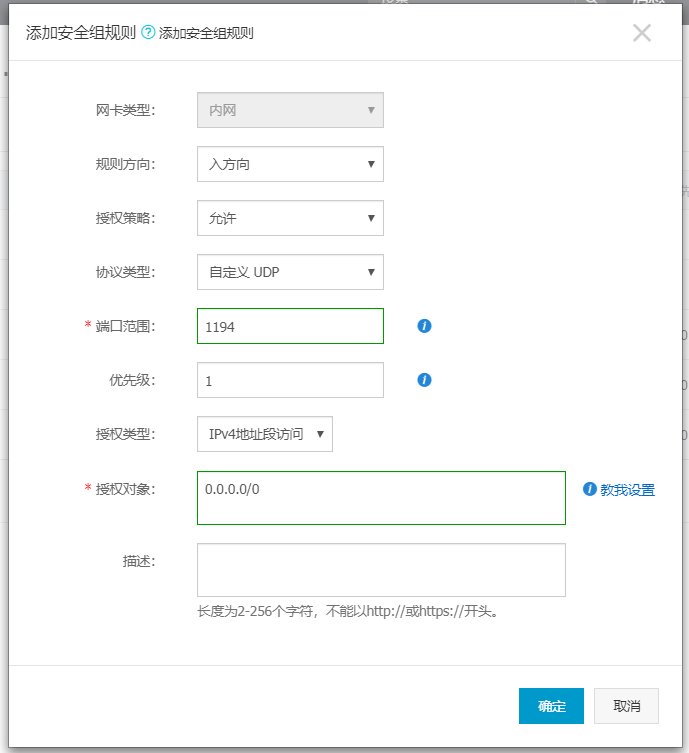 添加安全组规则 ? 添加安全组规则
网卡类型： 内网
规则方向： 入方向
授权策略： 允许
协议类型： 自定义 UDP
* 端口范围： 1194
优先级： 1
授权类型： IPv4地址段访问
* 授权对象： 0.0.0.0/0 教我设置
描述：
长度为2-256个字符，不能以http://或https://开头。
确定 取消